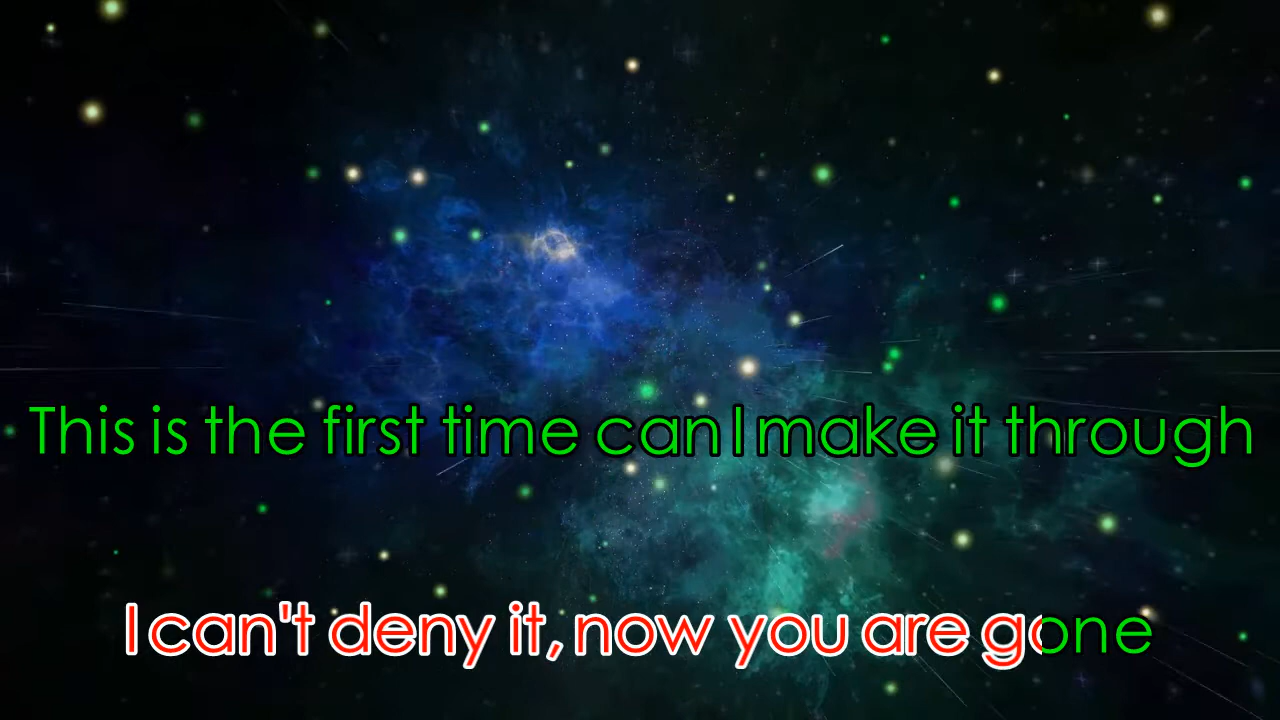 This is the first time can I make it through
I can't deny it, now you are gone